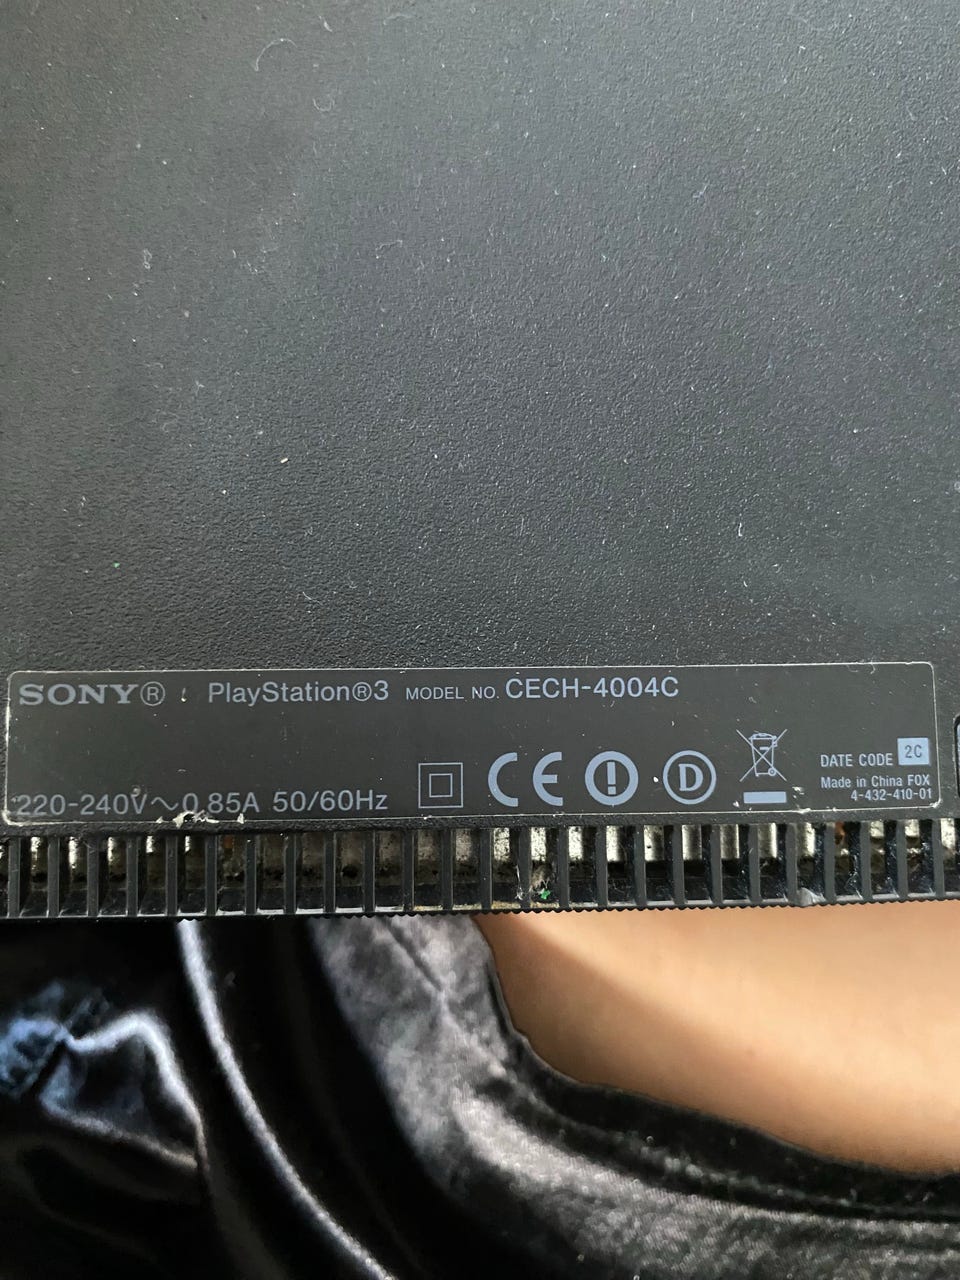 SONY® PlayStation®3 MODEL NO. CECH-4004C
220-240V～0.85A 50/60Hz
CE
D
DATE CODE 2C
Made in China FOX
4-432-410-01